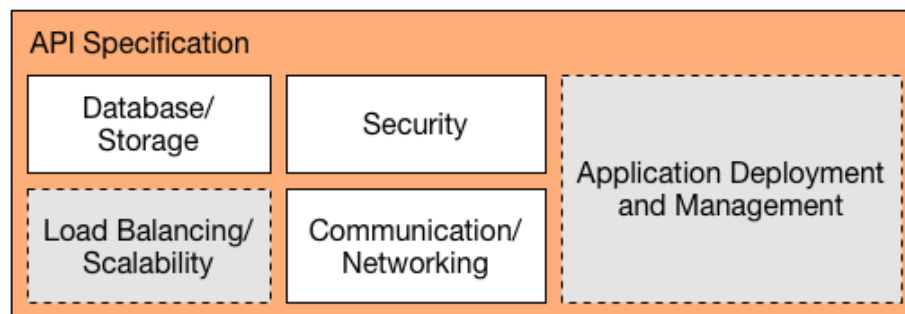 API Specification
Database/
Storage
Security
Application Deployment
and Management
Load Balancing/
Scalability
Communication/
Networking